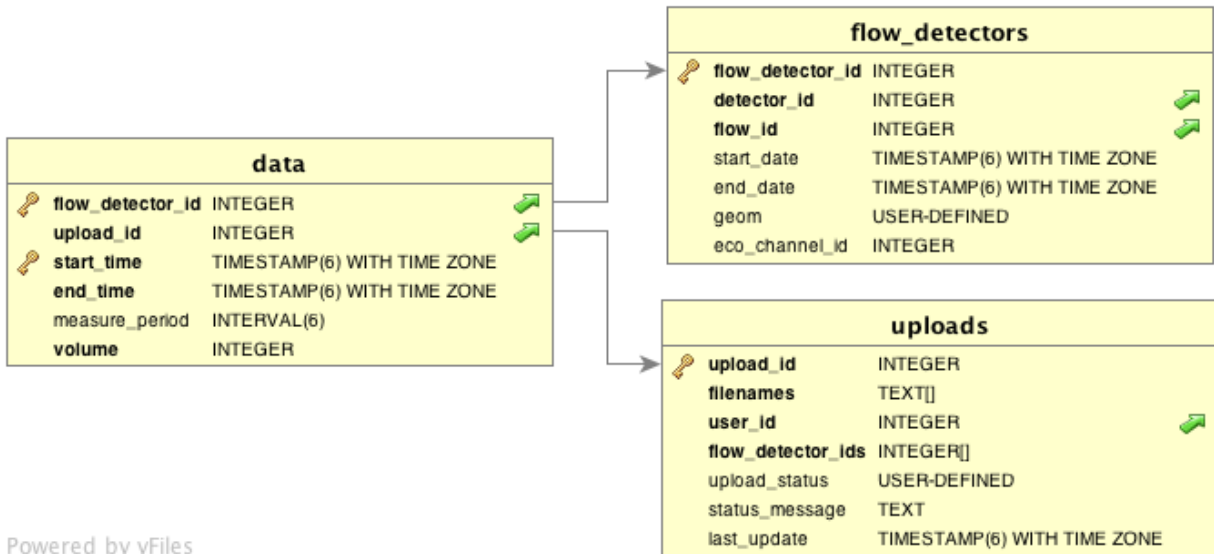 flow_detectors
flow_detector_id INTEGER
detector_id INTEGER
flow_id INTEGER
start_date TIMESTAMP(6) WITH TIME ZONE
end_date TIMESTAMP(6) WITH TIME ZONE
geom USER-DEFINED
eco_channel_id INTEGER
data
flow_detector_id INTEGER
upload_id INTEGER
start_time TIMESTAMP(6) WITH TIME ZONE
end_time TIMESTAMP(6) WITH TIME ZONE
measure_period INTERVAL(6)
volume INTEGER
uploads
upload_id INTEGER
filenames TEXT[]
user_id INTEGER
flow_detector_ids INTEGER[]
upload_status USER-DEFINED
status_message TEXT
last_update TIMESTAMP(6) WITH TIME ZONE
Powered by yFiles